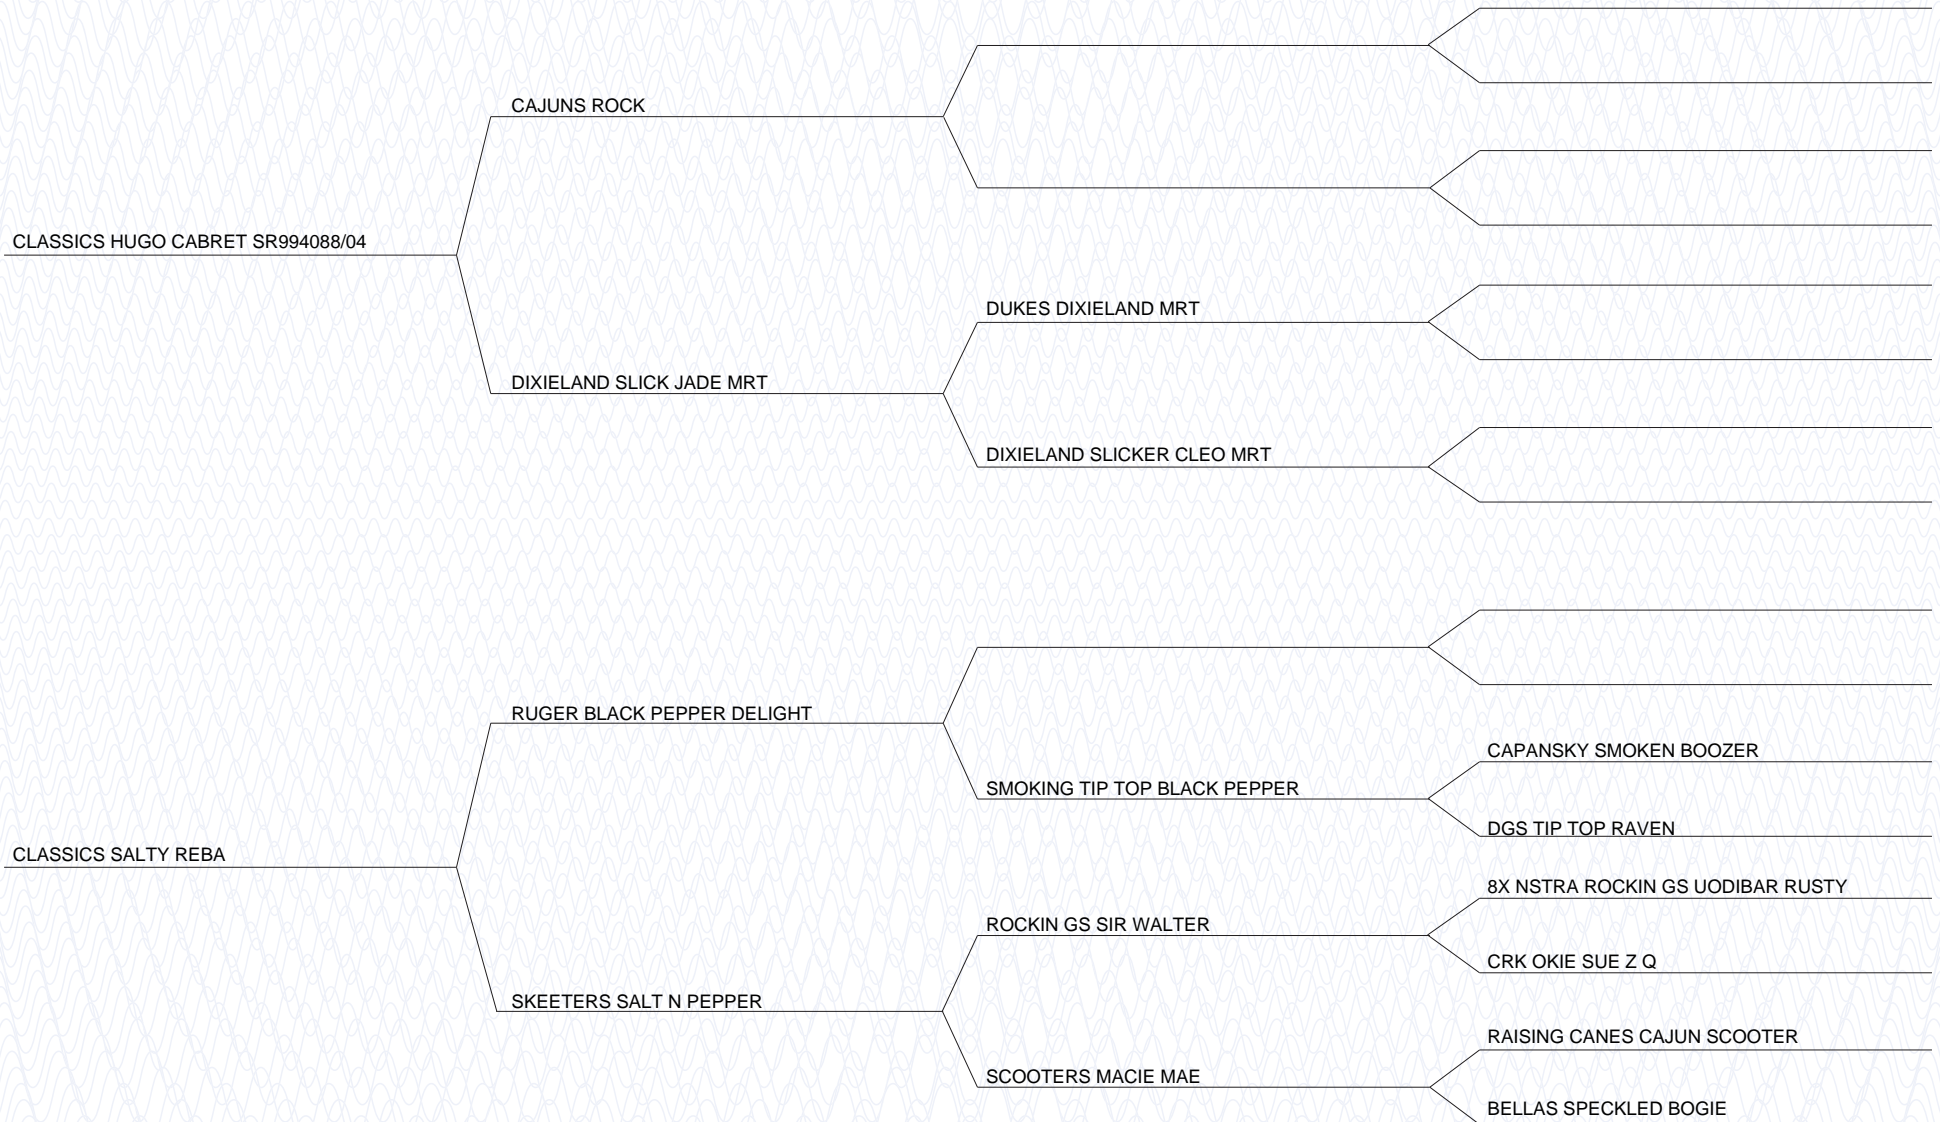 CAJUNS ROCK
CLASSICS HUGO CABRET SR994088/04
DUKES DIXIELAND MRT
DIXIELAND SLICK JADE MRT
DIXIELAND SLICKER CLEO MRT
RUGER BLACK PEPPER DELIGHT
CAPANSKY SMOKEN BOOZER
SMOKING TIP TOP BLACK PEPPER
DGS TIP TOP RAVEN
CLASSICS SALTY REBA
8X NSTRA ROCKIN GS UODIBAR RUSTY
ROCKIN GS SIR WALTER
CRK OKIE SUE Z Q
SKEETERS SALT N PEPPER
RAISING CANES CAJUN SCOOTER
SCOOTERS MACIE MAE
BELLAS SPECKLED BOGIE